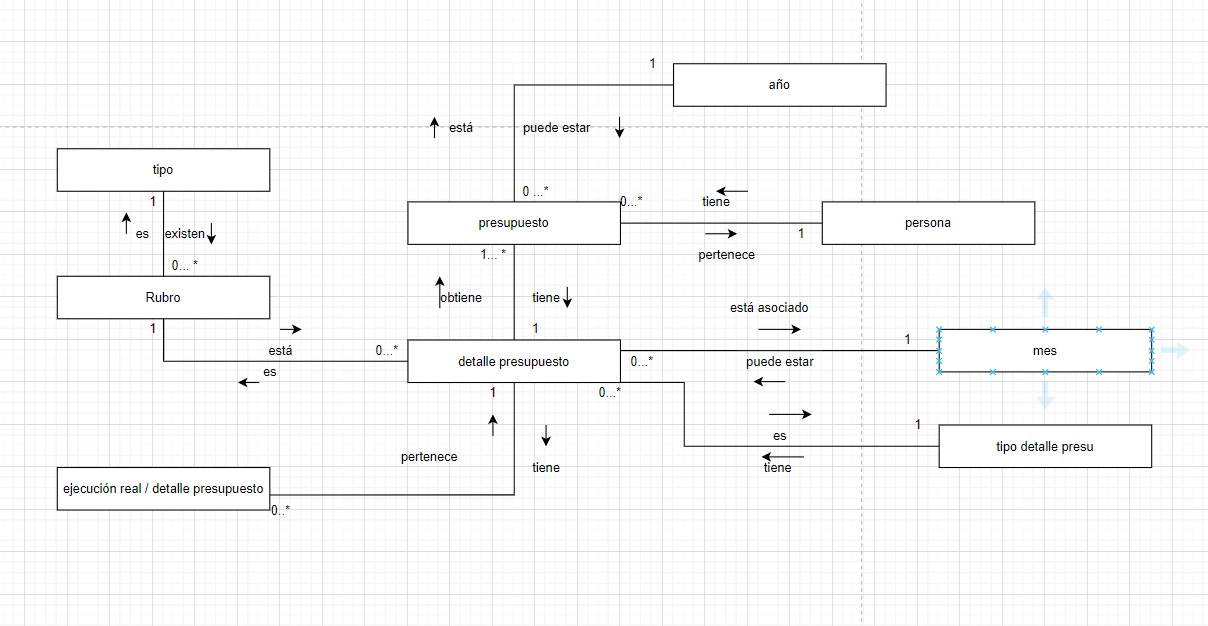 1
año
está
puede estar
tipo
0 ...*
0...*
tiene
1
es
existen
presupuesto
persona
1
pertenece
0... *
1... *
Rubro
obtiene
tiene
está asociado
1
1
está
0...*
detalle presupuesto
0...*
puede estar
1
mes
es
1
0...*
1
es
tipo detalle presu
pertenece
tiene
tiene
ejecución real / detalle presupuesto
0..*